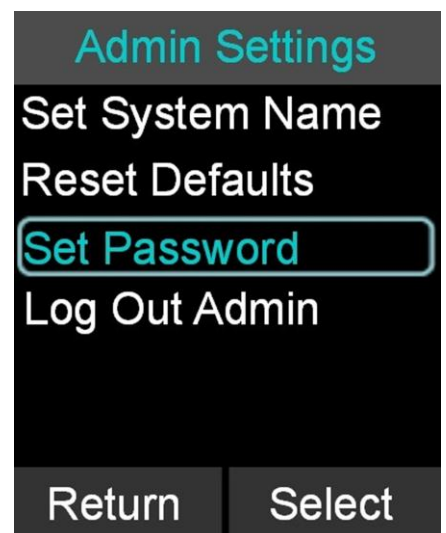 Admin Settings
Set System Name
Reset Defaults
Set Password
Log Out Admin
Return Select